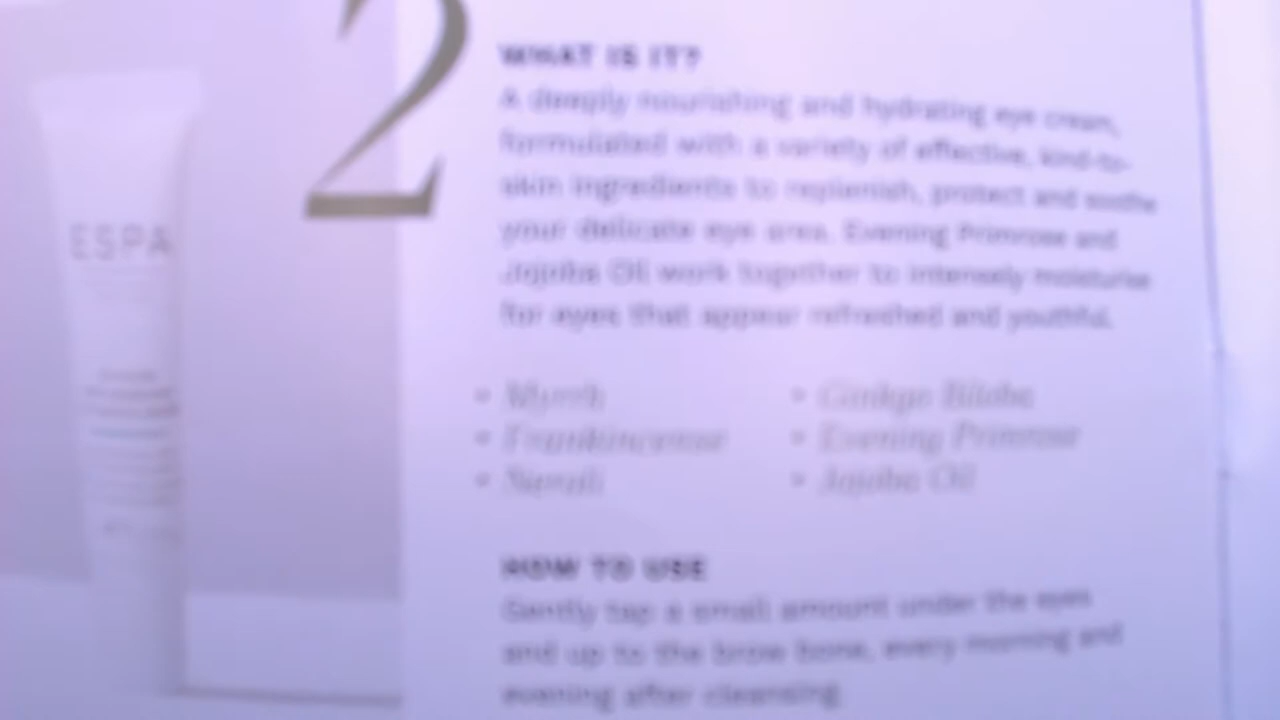 2
ESPA
WHAT IS IT?
A deeply nourishing and hydrating eye cream,
formulated with a variety of effective, kind-to-
skin ingredients to replenish, protect and soothe
your delicate eye area. Evening Primrose and
Jojoba Oil work together to intensely moisturise
for eyes that appear refreshed and youthful.
• Myrrh
• Frankincense
• Neroli
• Ginkgo Biloba
• Evening Primrose
• Jojoba Oil
HOW TO USE
Gently tap a small amount under the eyes
and up to the brow bone, every morning and
evening after cleansing